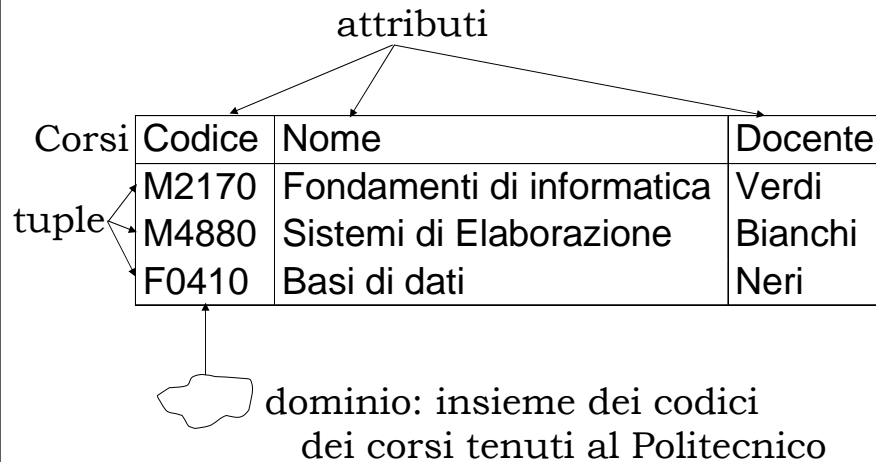 attributi
Corsi Codice Nome Docente
M2170 Fondamenti di informatica Verdi
tuple M4880 Sistemi di Elaborazione Bianchi
F0410 Basi di dati Neri
dominio: insieme dei codici
dei corsi tenuti al Politecnico